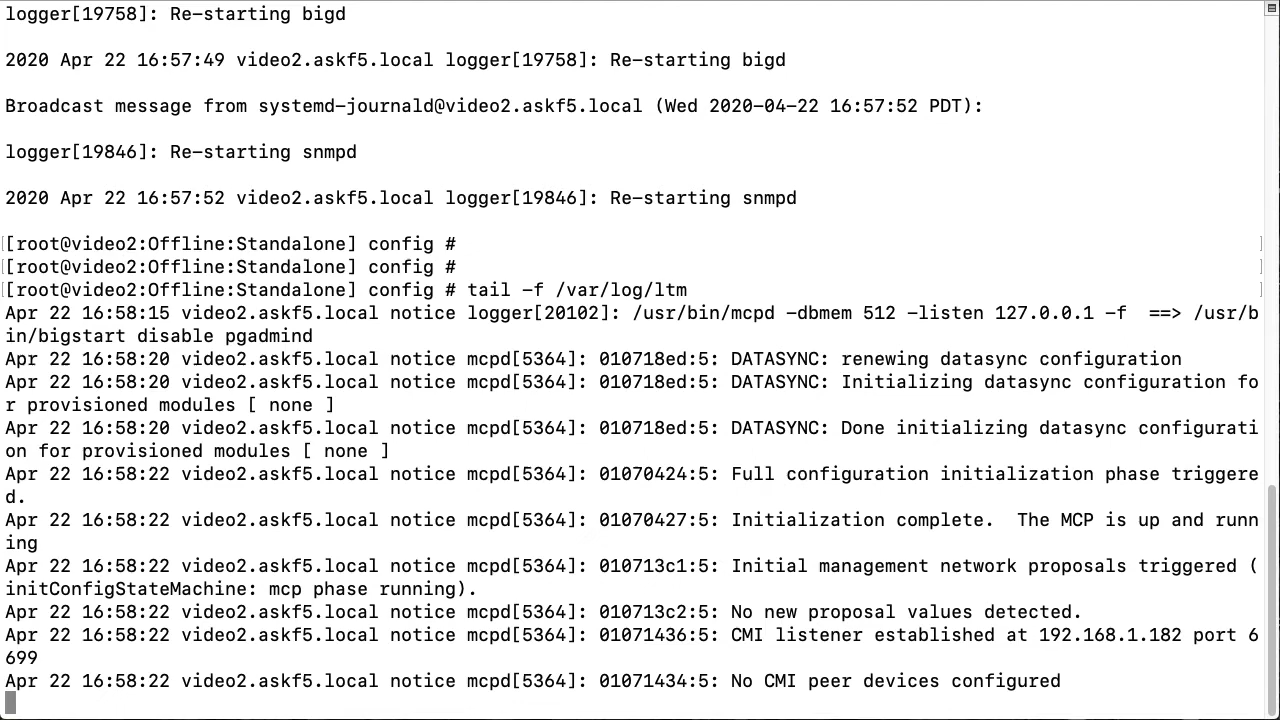 logger[19758]: Re-starting bigd
2020 Apr 22 16:57:49 video2.askf5.local logger[19758]: Re-starting bigd
Broadcast message from systemd-journald@video2.askf5.local (Wed 2020-04-22 16:57:52 PDT):
logger[19846]: Re-starting snmpd
2020 Apr 22 16:57:52 video2.askf5.local logger[19846]: Re-starting snmpd
[[root@video2:Offline:Standalone] config # ]
[[root@video2:Offline:Standalone] config # ]
[[root@video2:Offline:Standalone] config # tail -f /var/log/ltm ]
Apr 22 16:58:15 video2.askf5.local notice logger[20102]: /usr/bin/mcpd -dbmem 512 -listen 127.0.0.1 -f  ==> /usr/b
in/bigstart disable pgadmind
Apr 22 16:58:20 video2.askf5.local notice mcpd[5364]: 010718ed:5: DATASYNC: renewing datasync configuration
Apr 22 16:58:20 video2.askf5.local notice mcpd[5364]: 010718ed:5: DATASYNC: Initializing datasync configuration fo
r provisioned modules [ none ]
Apr 22 16:58:20 video2.askf5.local notice mcpd[5364]: 010718ed:5: DATASYNC: Done initializing datasync configurati
on for provisioned modules [ none ]
Apr 22 16:58:22 video2.askf5.local notice mcpd[5364]: 01070424:5: Full configuration initialization phase triggere
d.
Apr 22 16:58:22 video2.askf5.local notice mcpd[5364]: 01070427:5: Initialization complete.  The MCP is up and runn
ing
Apr 22 16:58:22 video2.askf5.local notice mcpd[5364]: 010713c1:5: Initial management network proposals triggered (
initConfigStateMachine: mcp phase running).
Apr 22 16:58:22 video2.askf5.local notice mcpd[5364]: 010713c2:5: No new proposal values detected.
Apr 22 16:58:22 video2.askf5.local notice mcpd[5364]: 01071436:5: CMI listener established at 192.168.1.182 port 6
699
Apr 22 16:58:22 video2.askf5.local notice mcpd[5364]: 01071434:5: No CMI peer devices configured